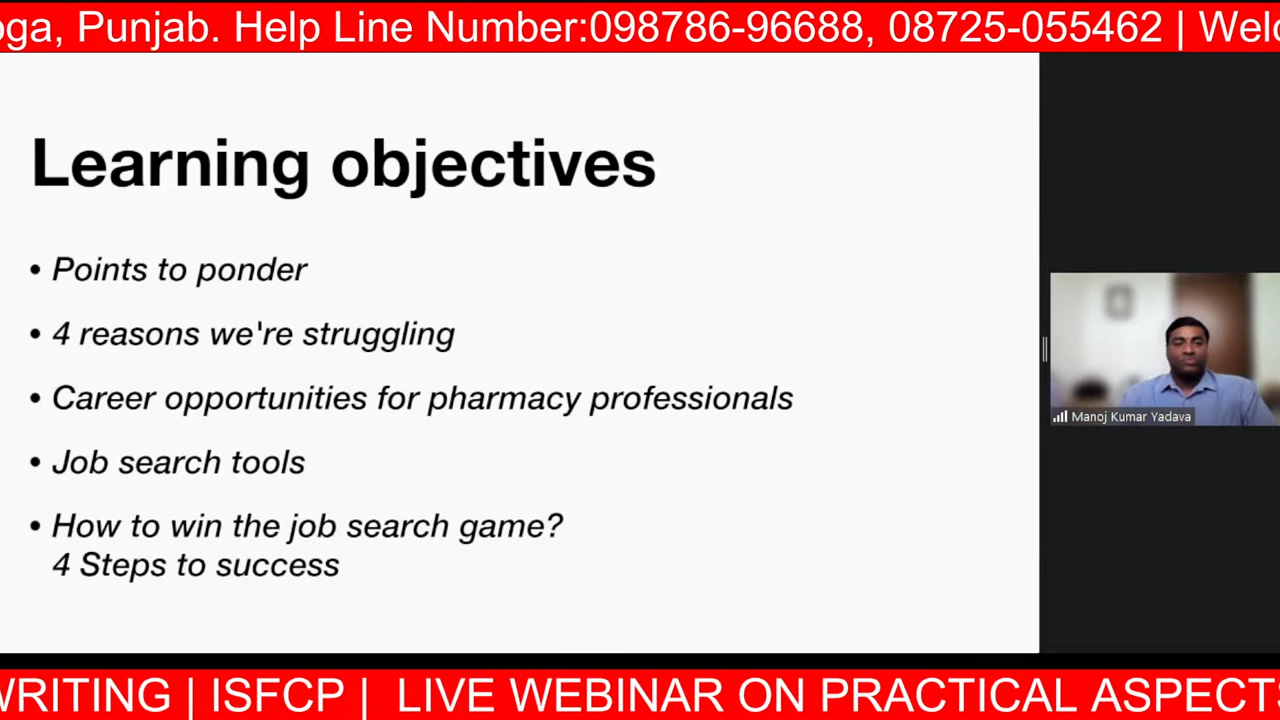 oga, Punjab. Help Line Number:098786-96688, 08725-055462 | Welc
Learning objectives
• Points to ponder
• 4 reasons we're struggling
• Career opportunities for pharmacy professionals
• Job search tools
• How to win the job search game?
4 Steps to success
Manoj Kumar Yadava
WRITING | ISFCP | LIVE WEBINAR ON PRACTICAL ASPECTS